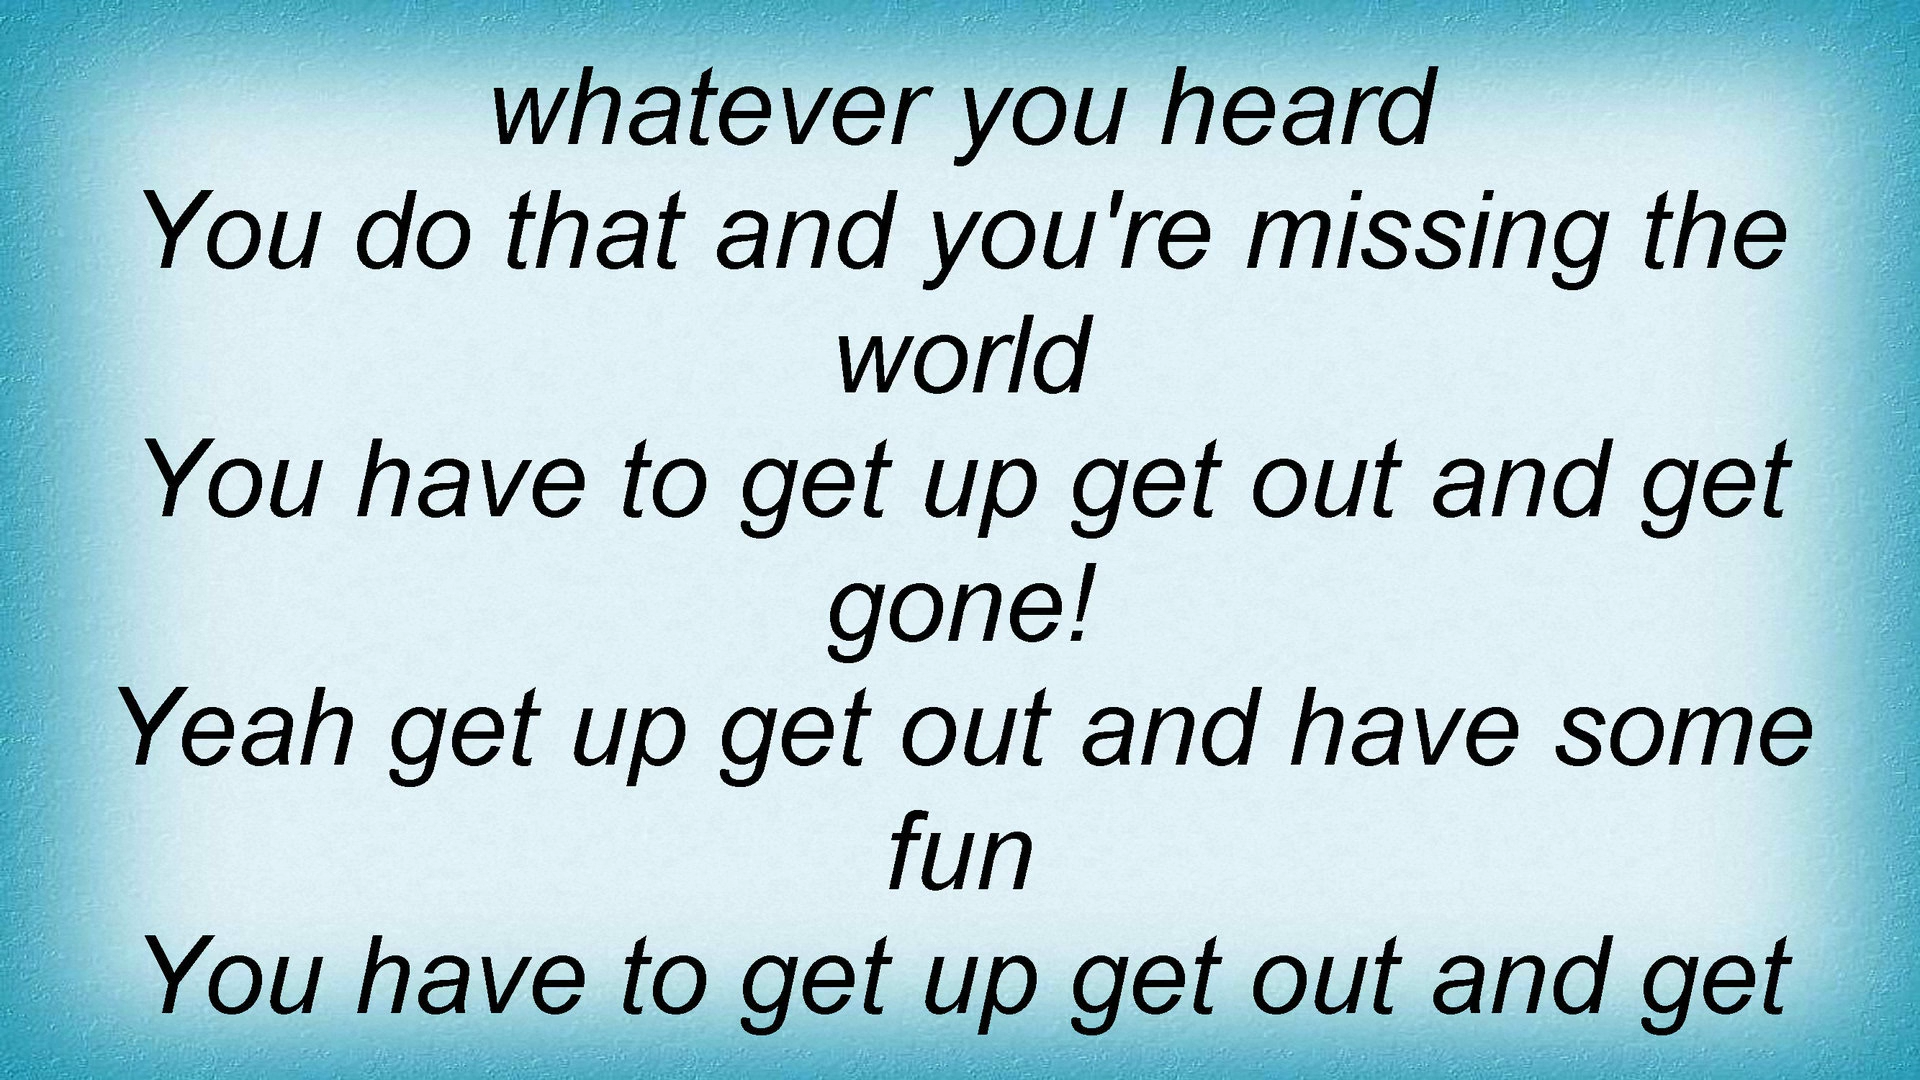 whatever you heard
You do that and you're missing the
world
You have to get up get out and get
gone!
Yeah get up get out and have some
fun
You have to get up get out and get